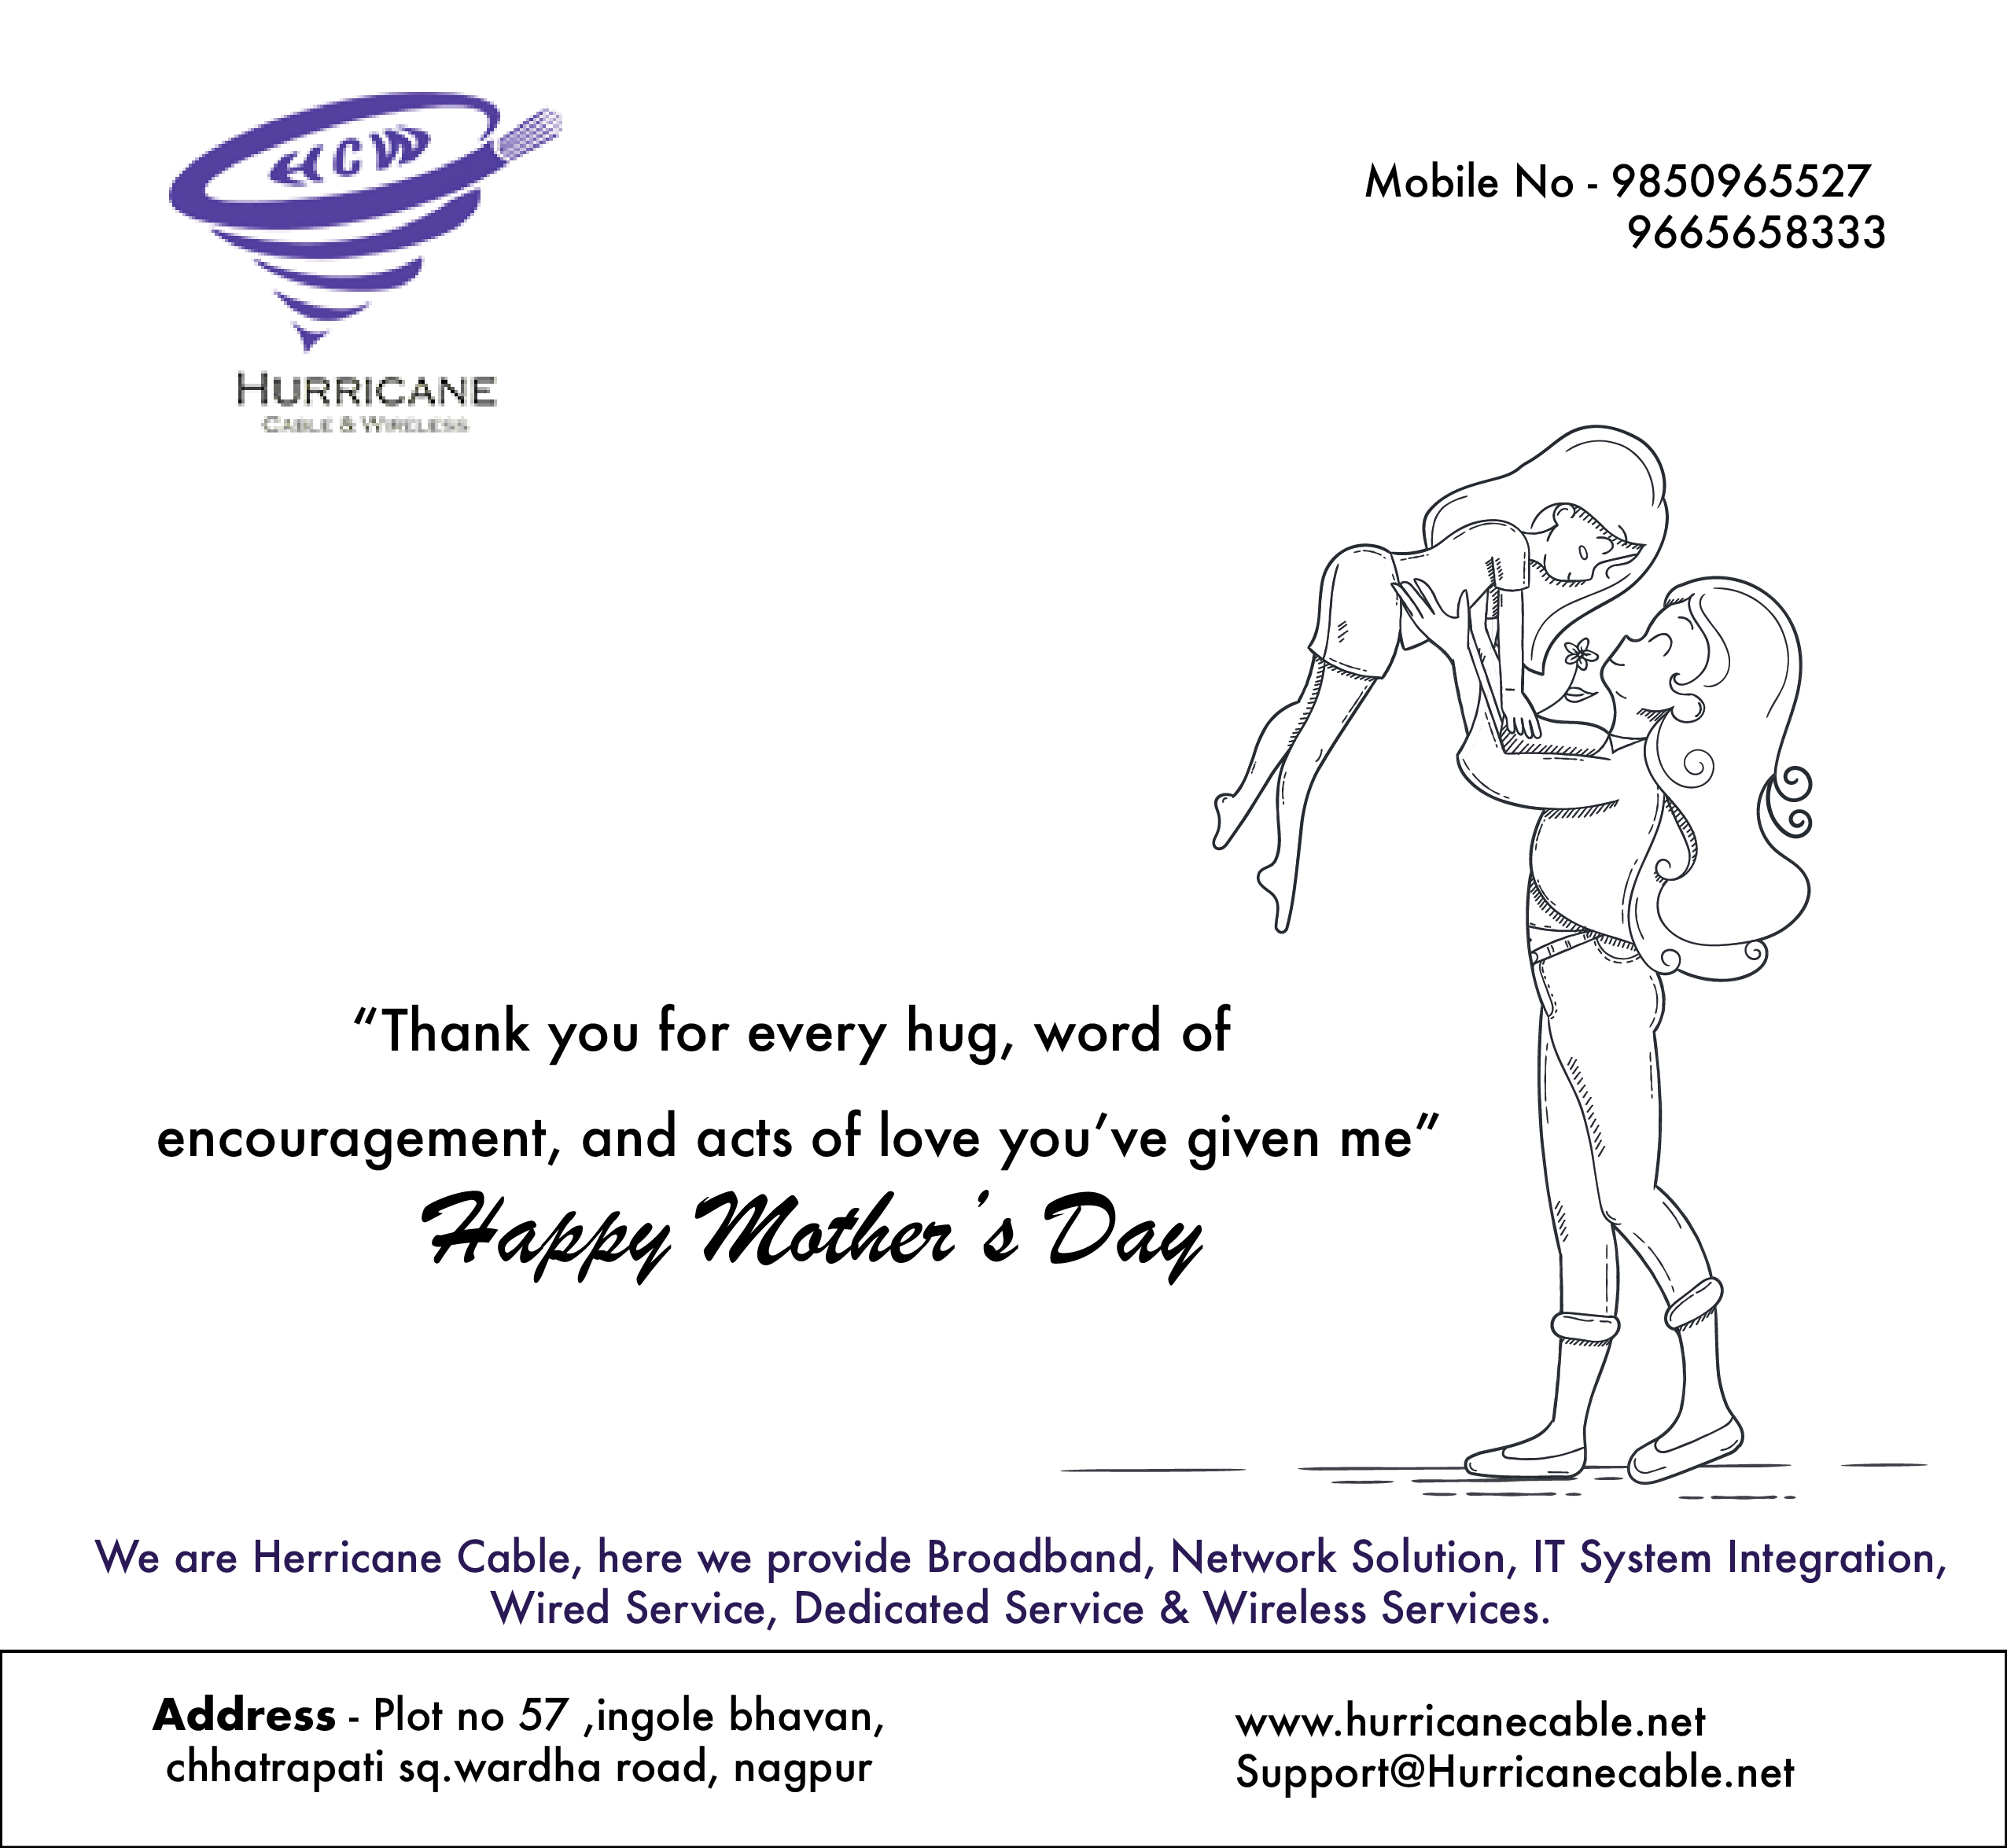 HCW
HURRICANE
CABLE & WIRELESS
Mobile No - 9850965527
9665658333
“Thank you for every hug, word of
encouragement, and acts of love you’ve given me“
Happy Mother’s Day
We are Herricane Cable, here we provide Broadband, Network Solution, IT System Integration,
Wired Service, Dedicated Service & Wireless Services.
Address - Plot no 57 ,ingole bhavan,
chhatrapati sq.wardha road, nagpur
www.hurricanecable.net
Support@Hurricanecable.net